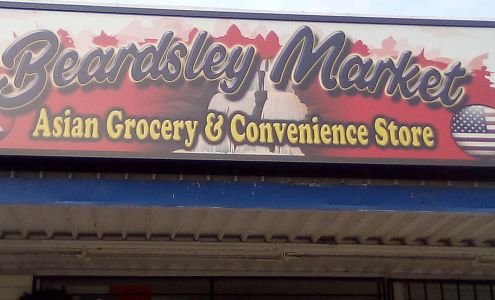 Beardsley Market
Asian Grocery & Convenience Store